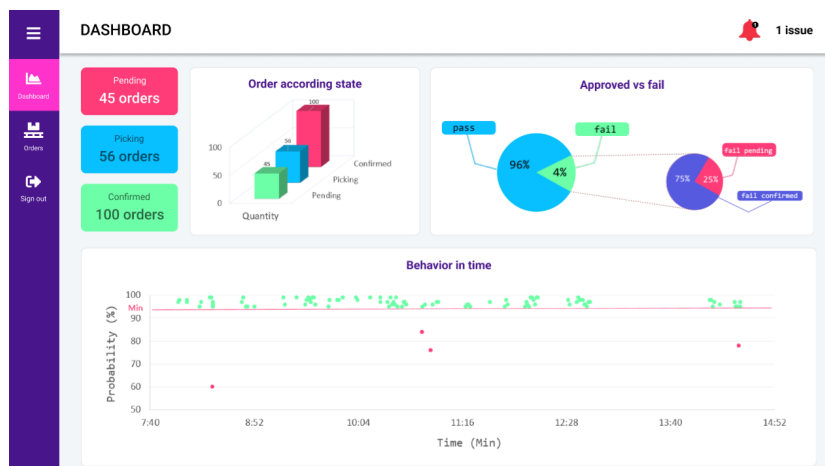 DASHBOARD
1
1 issue
Dashboard
Orders
Sign out
Pending
45 orders
Picking
56 orders
Confirmed
100 orders
Order according state
100
56
45
100
50
0
Confirmed
Picking
Pending
Quantity
Approved vs fail
pass
fail
96%
4%
75%
25%
fail pending
fail confirmed
Behavior in time
100
Min
90
80
70
60
50
Probability (%)
7:40
8:52
10:04
11:16
12:28
13:40
14:52
Time (Min)